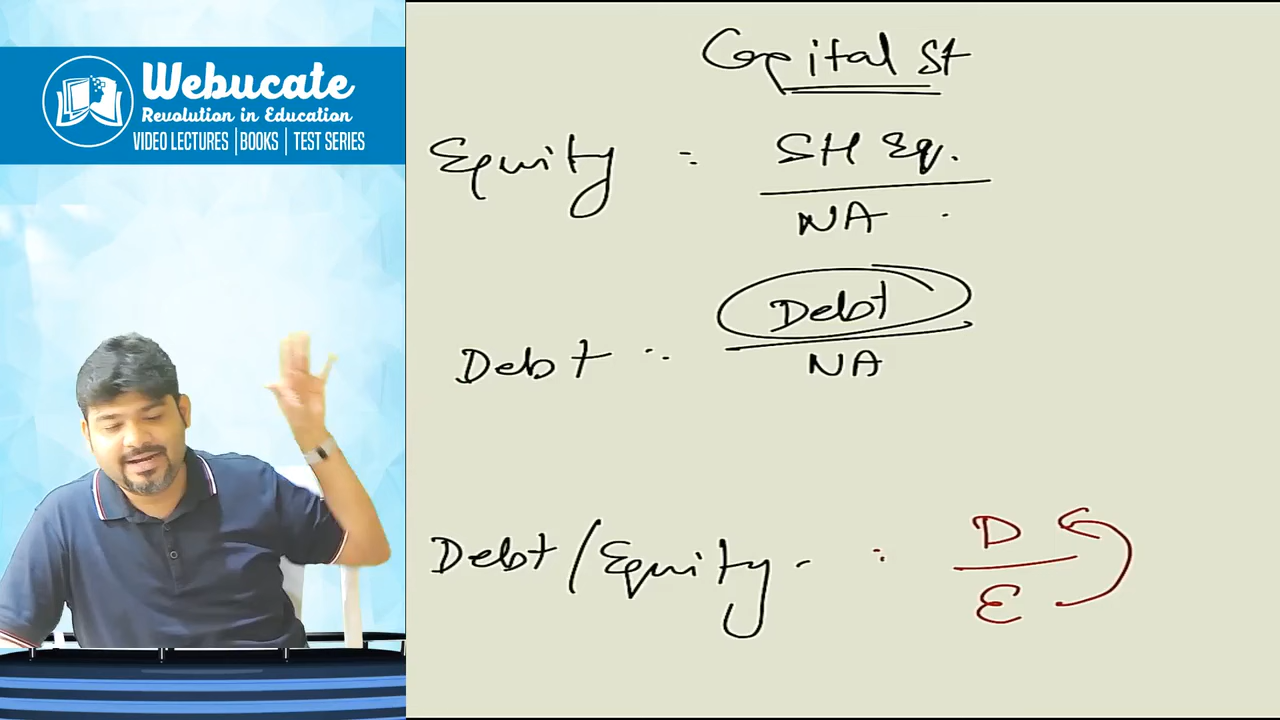 Webucate
Revolution in Education
VIDEO LECTURES | BOOKS | TEST SERIES
Capital St
Equity = SH Eq.
NA
Debt = Debt
NA
Debt/Equity = D
E